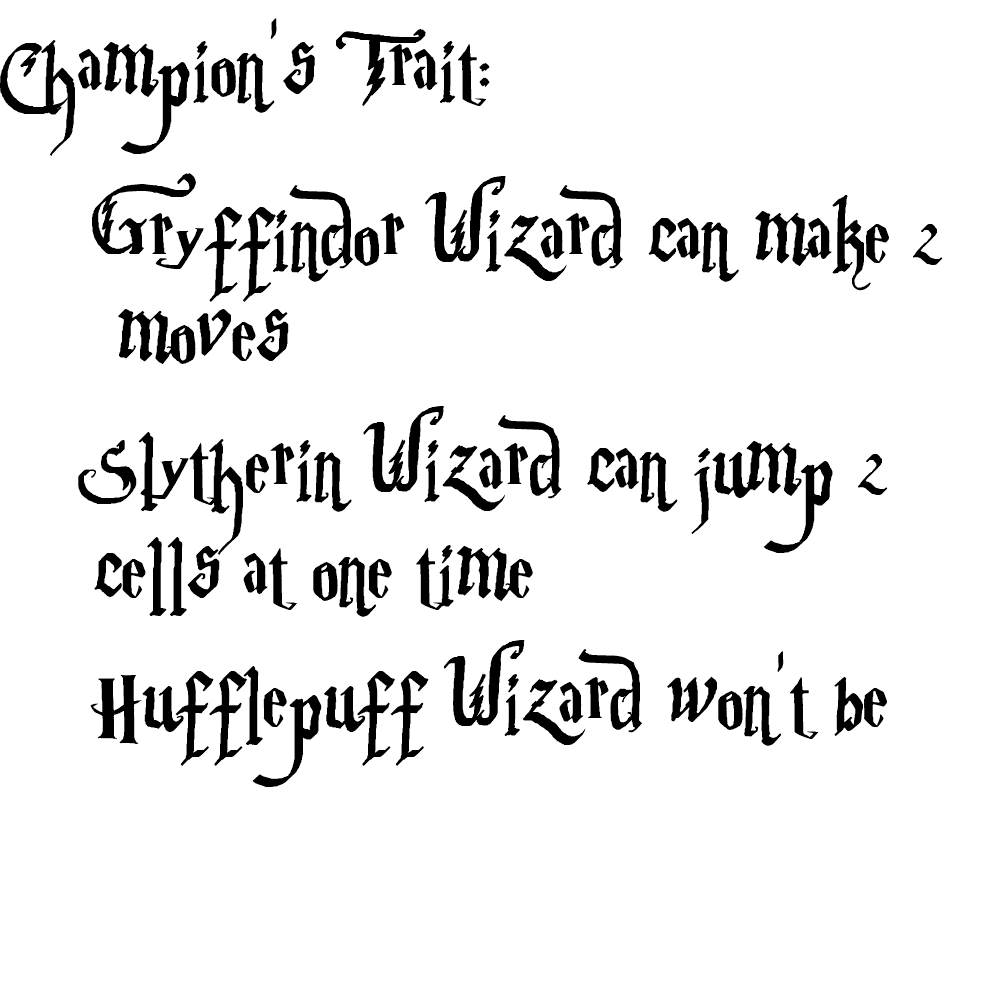 Champion's Trait:
Gryffindor Wizard can make 2
moves
Slytherin Wizard can jump 2
cells at one time
Hufflepuff Wizard won't be